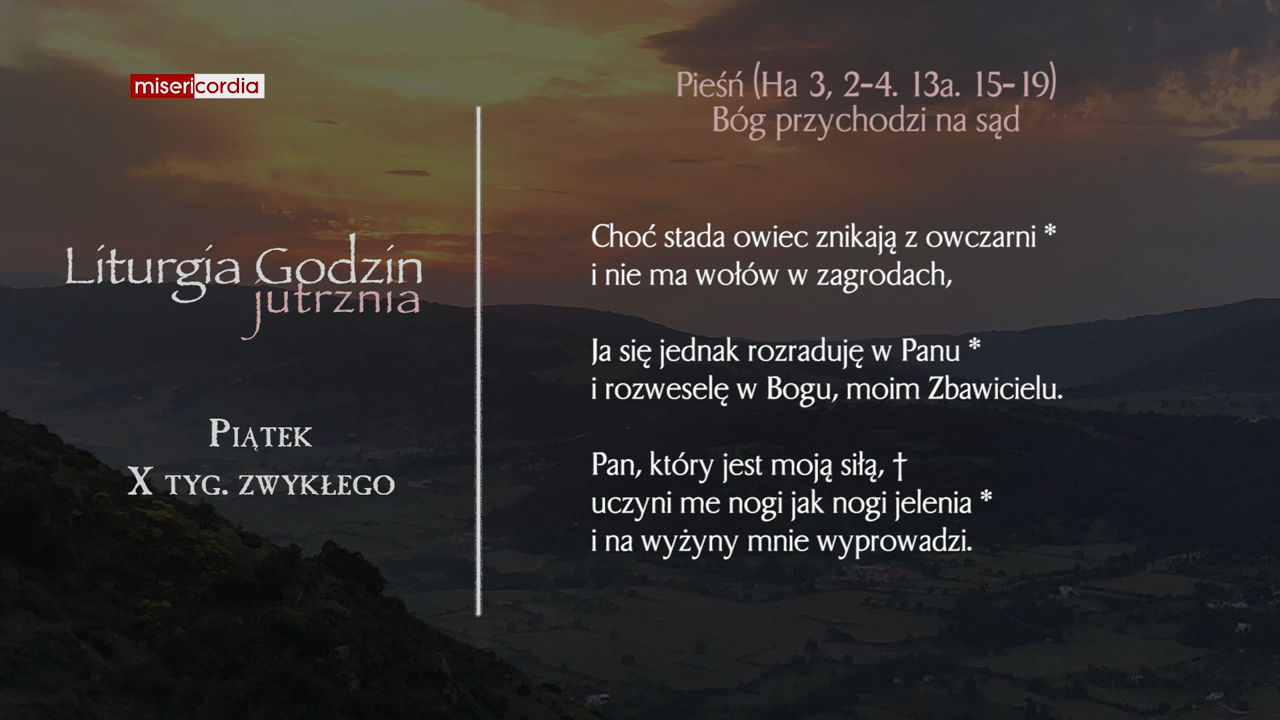 misericordia
Liturgia Godzin
jutrznia
Piątek
X tyg. zwykłego
Pieśń (Ha 3, 2-4. 13a. 15-19)
Bóg przychodzi na sąd
Choć stada owiec znikają z owczarni *
i nie ma wołów w zagrodach,
Ja się jednak rozraduję w Panu *
i rozweselę w Bogu, moim Zbawicielu.
Pan, który jest moją siłą, †
uczyni me nogi jak nogi jelenia *
i na wyżyny mnie wyprowadzi.